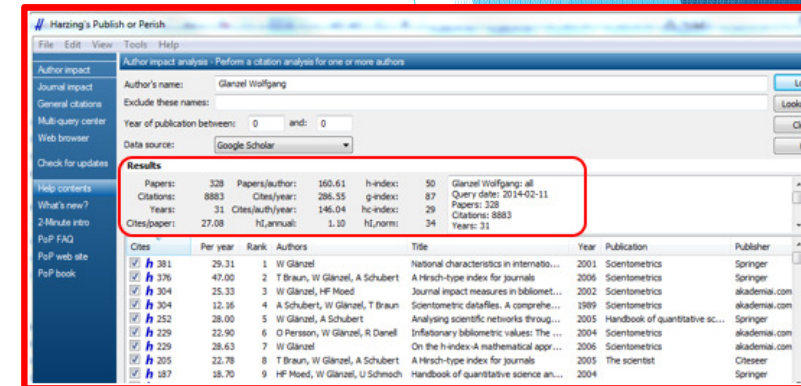 Harzing's Publish or Perish
File Edit View Tools Help
Author impact
Journal impact
General citations
Multi-query center
Web browser
Check for updates
Help contents
What's new?
2-Minute intro
PoP FAQ
PoP web site
PoP book
Author impact analysis - Perform a citation analysis for one or more authors
Author's name: Glanzel Wolfgang
Exclude these names:
Year of publication between: 0 and: 0
Data source: Google Scholar
Results
Papers: 328 Papers/author: 160.61 h-index: 50
Citations: 8883 Cites/year: 286.55 g-index: 87
Years: 31 Cites/auth/year: 146.04 hc-index: 29
Cites/paper: 27.08 hI,annual: 1.10 hI,norm: 34
Glanzel Wolfgang: all
Query date: 2014-02-11
Papers: 328
Citations: 8883
Years: 31
Cites Per year Rank Authors Title Year Publication Publisher
h 381 29.31 1 W Glänzel National characteristics in internatio... 2001 Scientometrics Springer
h 376 47.00 2 T Braun, W Glänzel, A Schubert A Hirsch-type index for journals 2006 Scientometrics Springer
h 304 25.33 3 W Glänzel, HF Moed Journal impact measures in bibliomet... 2002 Scientometrics akademiai.com
h 304 12.16 4 A Schubert, W Glänzel, T Braun Scientometric datafiles. A comprehe... 1989 Scientometrics akademiai.com
h 252 28.00 5 W Glänzel, A Schubert Analysing scientific networks throug... 2005 Handbook of quantitative sc... Springer
h 229 22.90 6 O Persson, W Glänzel, R Danell Inflationary bibliometric values: The ... 2004 Scientometrics Springer
h 229 28.63 7 W Glänzel On the h-index-A mathematical appr... 2006 Scientometrics akademiai.com
h 205 22.78 8 T Braun, W Glänzel, A Schubert A Hirsch-type index for journals 2005 The scientist Citeseer
h 187 18.70 9 HF Moed, W Glänzel, U Schmoch Handbook of quantitative science an... 2004 Springer